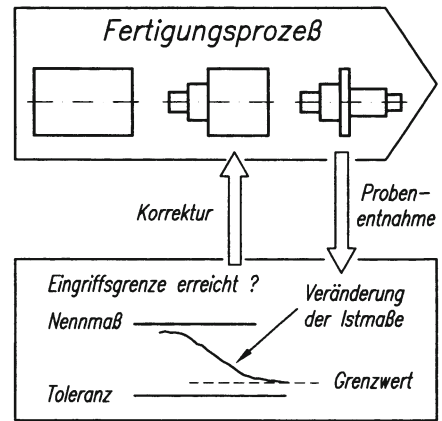 Fertigungsprozeß
Korrektur
Proben-
entnahme
Eingriffsgrenze erreicht ?
Veränderung
der Istmaße
Nennmaß
Grenzwert
Toleranz